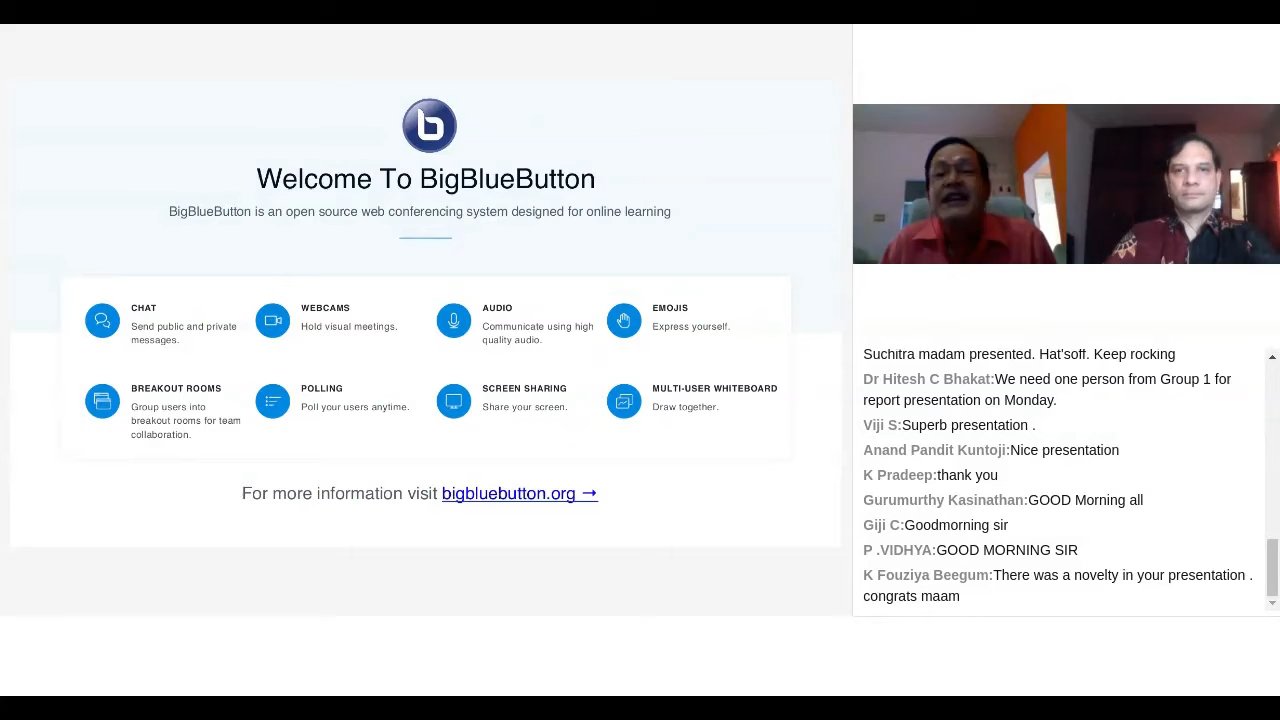 b
Welcome To BigBlueButton
BigBlueButton is an open source web conferencing system designed for online learning
CHAT
Send public and private
messages.
WEBCAMS
Hold visual meetings.
AUDIO
Communicate using high
quality audio.
EMOJIS
Express yourself.
BREAKOUT ROOMS
Group users into
breakout rooms for team
collaboration.
POLLING
Poll your users anytime.
SCREEN SHARING
Share your screen.
MULTI-USER WHITEBOARD
Draw together.
For more information visit bigbluebutton.org →
Suchitra madam presented. Hat'soff. Keep rocking
Dr Hitesh C Bhakat:We need one person from Group 1 for
report presentation on Monday.
Viji S:Superb presentation .
Anand Pandit Kuntoji:Nice presentation
K Pradeep:thank you
Gurumurthy Kasinathan:GOOD Morning all
Giji C:Goodmorning sir
P .VIDHYA:GOOD MORNING SIR
K Fouziya Beegum:There was a novelty in your presentation .
congrats maam